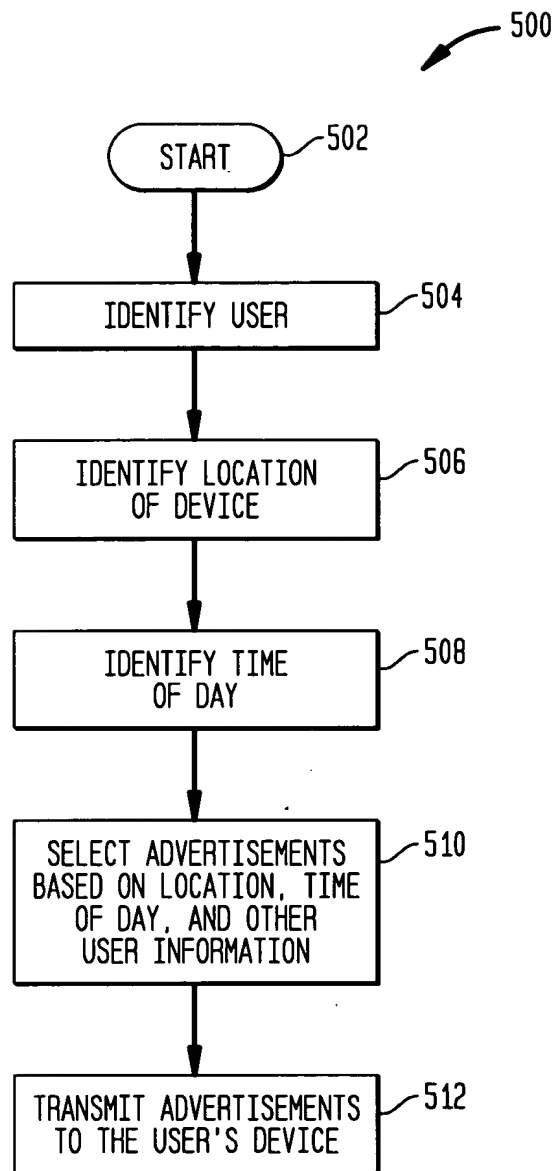 500
START
502
IDENTIFY USER
504
IDENTIFY LOCATION
OF DEVICE
506
IDENTIFY TIME
OF DAY
508
SELECT ADVERTISEMENTS
BASED ON LOCATION, TIME
OF DAY, AND OTHER
USER INFORMATION
510
TRANSMIT ADVERTISEMENTS
TO THE USER'S DEVICE
512